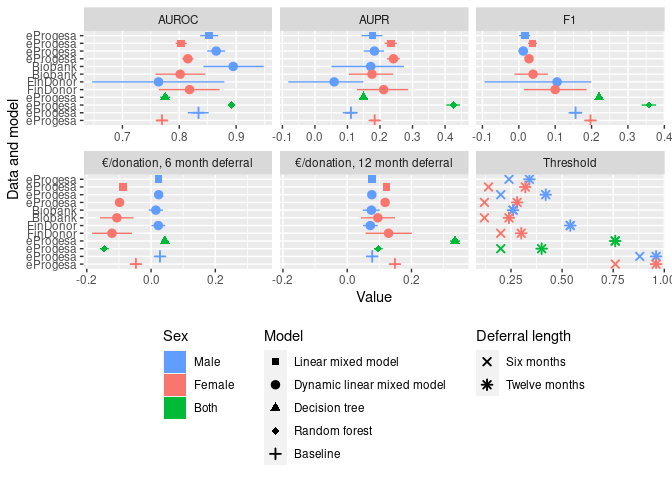 AUROC AUPR F1
eProgesa
eProgesa
eProgesa
eProgesa
Biobank
Biobank
FinDonor
FinDonor
eProgesa
eProgesa
eProgesa
eProgesa
0.7 0.8 0.9 -0.1 0.0 0.1 0.2 0.3 0.4 -0.1 0.0 0.1 0.2 0.3 0.4
Data and model
€/donation, 6 month deferral €/donation, 12 month deferral Threshold
eProgesa
eProgesa
eProgesa
eProgesa
Biobank
Biobank
FinDonor
FinDonor
eProgesa
eProgesa
eProgesa
eProgesa
-0.2 0.0 0.2 -0.2 0.0 0.2 0.25 0.50 0.75 1.00
Value
Sex Model Deferral length
Male Linear mixed model Six months
Female Dynamic linear mixed model Twelve months
Both Decision tree
Random forest
Baseline